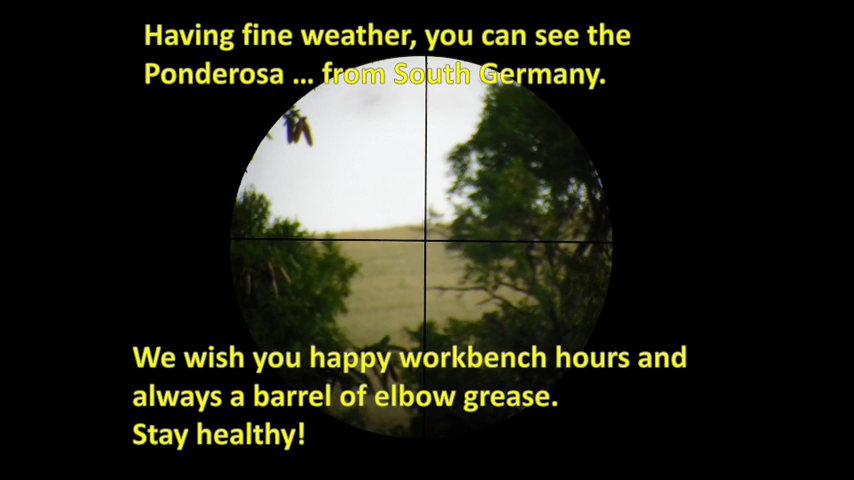 Having fine weather, you can see the
Ponderosa … from South Germany.
We wish you happy workbench hours and
always a barrel of elbow grease.
Stay healthy!